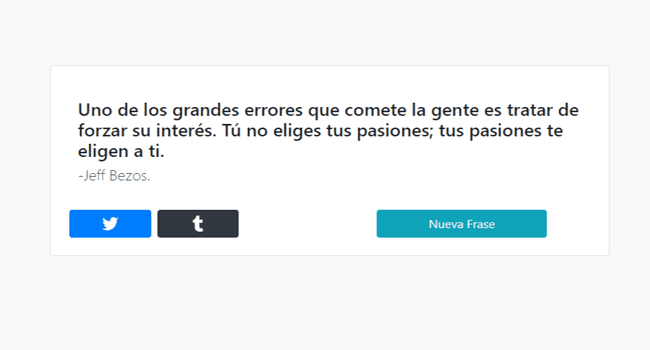 Uno de los grandes errores que comete la gente es tratar de
forzar su interés. Tú no eliges tus pasiones; tus pasiones te
eligen a ti.
-Jeff Bezos.
Nueva Frase